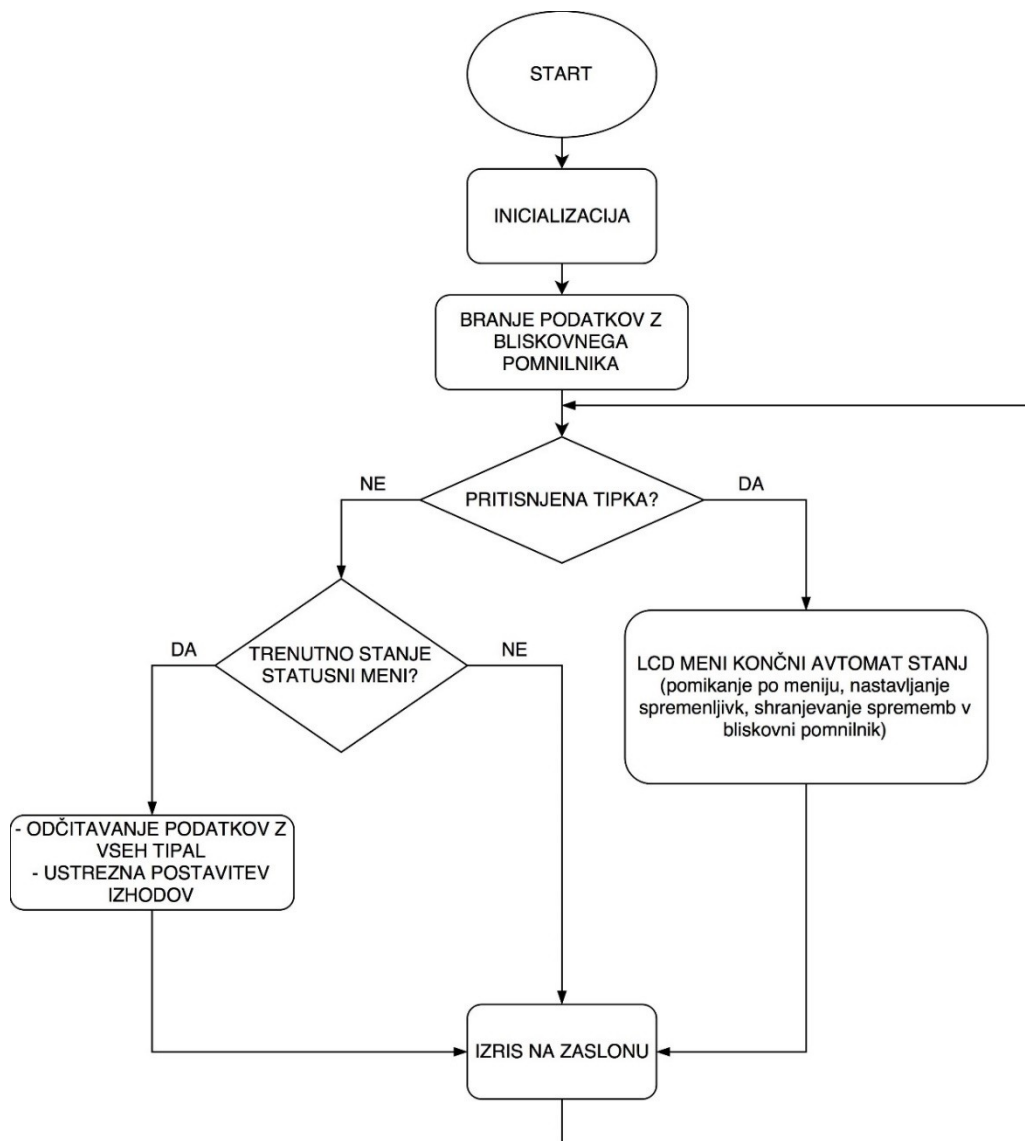 START
INICIALIZACIJA
BRANJE PODATKOV Z
BLISKOVNEGA
POMNILNIKA
NE
PRITISNJENA TIPKA?
DA
DA
TRENUTNO STANJE
STATUSNI MENI?
NE
LCD MENI KONČNI AVTOMAT STANJ
(pomikanje po meniju, nastavljanje
spremenljivk, shranjevanje sprememb v
bliskovni pomnilnik)
- ODČITAVANJE PODATKOV Z
VSEH TIPAL
- USTREZNA POSTAVITEV
IZHODOV
IZRIS NA ZASLONU